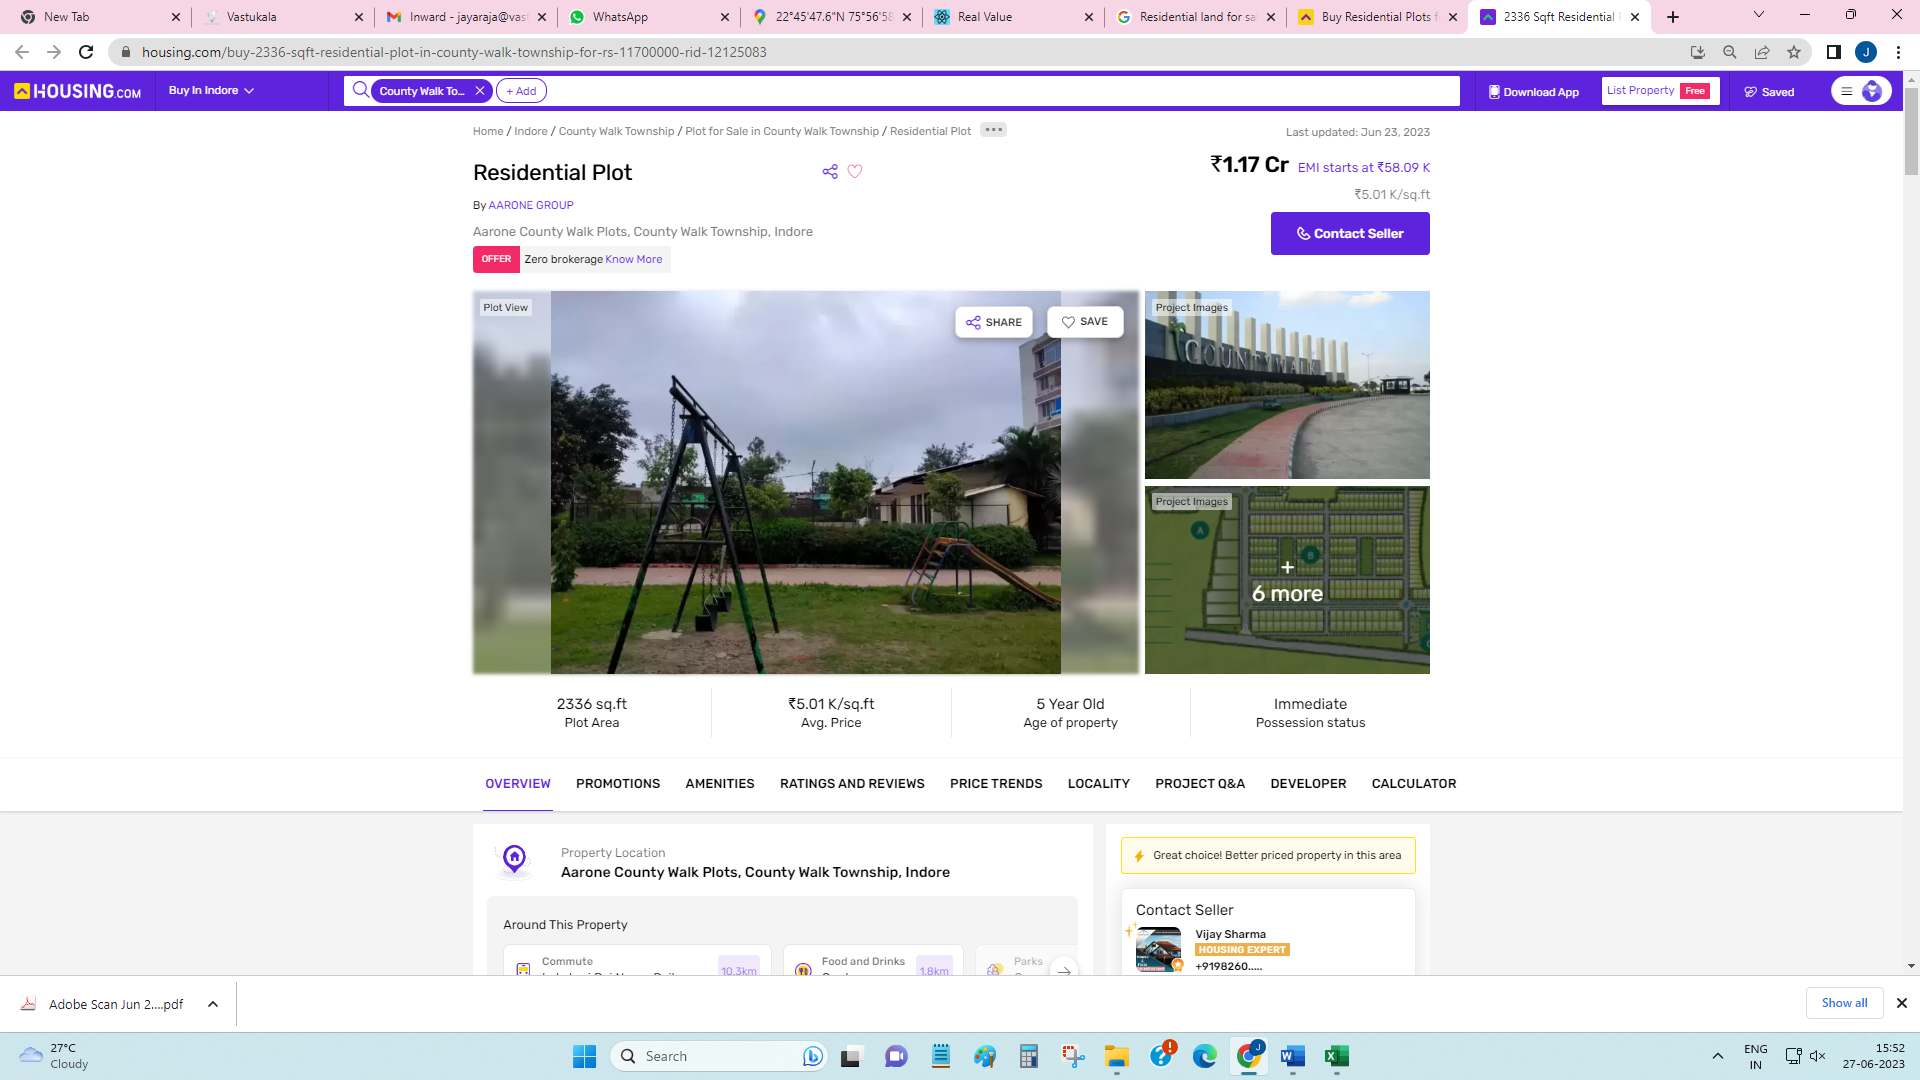 New Tab
Vastukala
Inward - jayaraja@vas
WhatsApp
22°45'47.6"N 75°56'58
Real Value
Residential land for sa
Buy Residential Plots f
2336 Sqft Residential P
housing.com/buy-2336-sqft-residential-plot-in-county-walk-township-for-rs-11700000-rid-12125083
J
HOUSING.COM
Buy In Indore
County Walk To...
+ Add
Download App
List Property Free
Saved
Home / Indore / County Walk Township / Plot for Sale in County Walk Township / Residential Plot
Last updated: Jun 23, 2023
Residential Plot
₹1.17 Cr EMI starts at ₹58.09 K
₹5.01 K/sq.ft
By AARONE GROUP
Aarone County Walk Plots, County Walk Township, Indore
Contact Seller
OFFER Zero brokerage Know More
Plot View
SHARE
SAVE
Project Images
COUNTY WALK
Project Images
A
B
+
6 more
2336 sq.ft
Plot Area
₹5.01 K/sq.ft
Avg. Price
5 Year Old
Age of property
Immediate
Possession status
OVERVIEW PROMOTIONS AMENITIES RATINGS AND REVIEWS PRICE TRENDS LOCALITY PROJECT Q&A DEVELOPER CALCULATOR
Property Location
Aarone County Walk Plots, County Walk Township, Indore
Around This Property
Commute
10.3km
Food and Drinks
1.8km
Parks
Great choice! Better priced property in this area
Contact Seller
Vijay Sharma
HOUSING EXPERT
+9198260.....
Adobe Scan Jun 2....pdf
Show all
27°C
Cloudy
Search
J
ENG
IN
15:52
27-06-2023